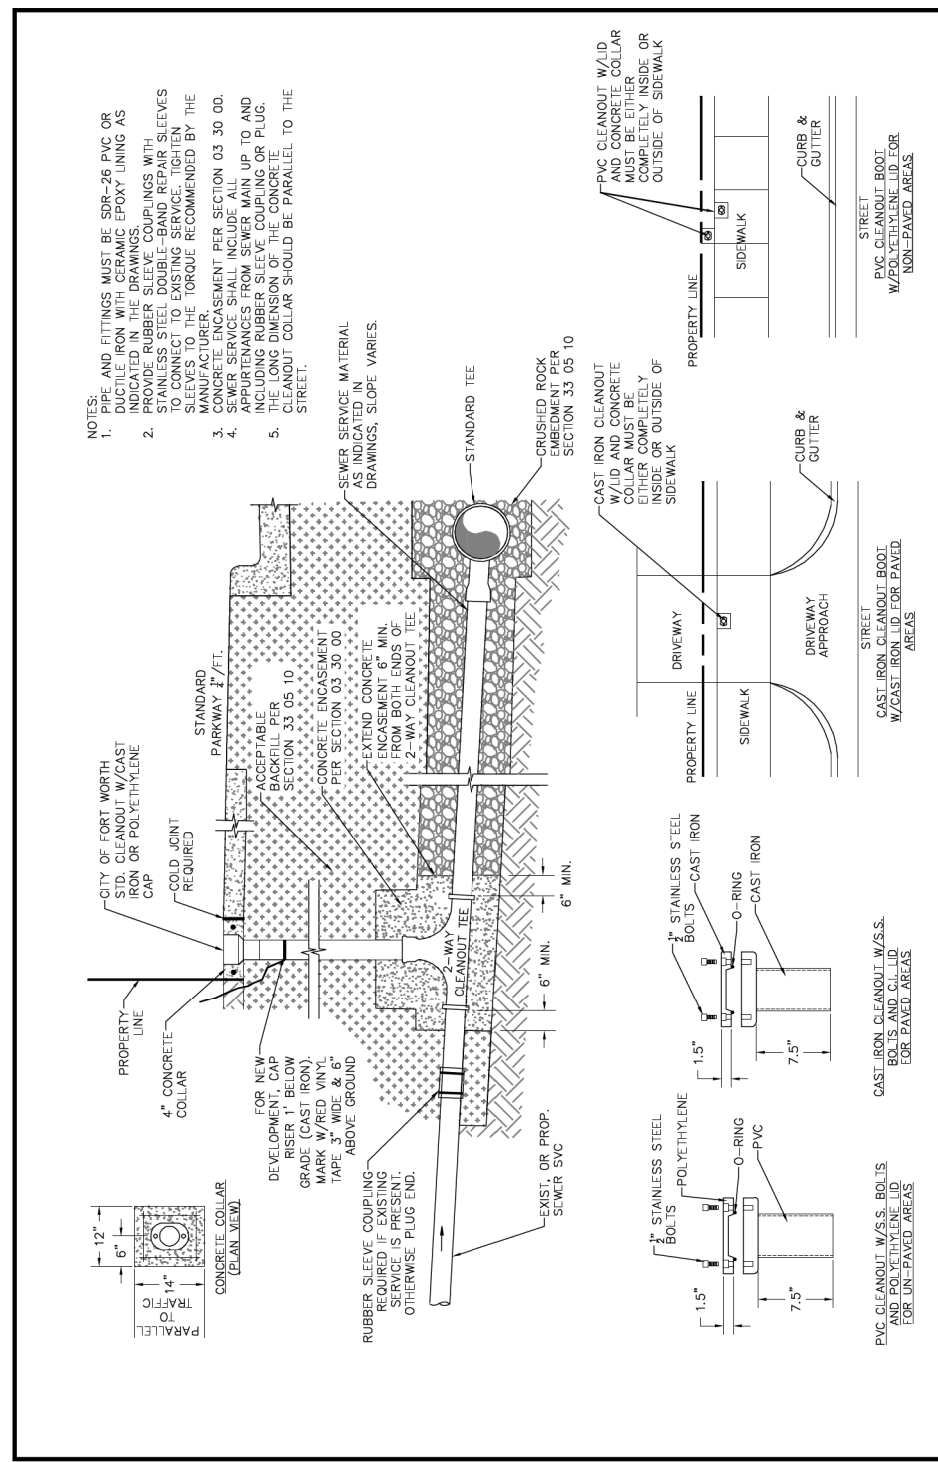 NOTES:
1. PIPE AND FITTINGS MUST BE SDR-26 PVC OR
DUCTILE IRON WITH CERAMIC EPOXY LINING AS
INDICATED IN THE DRAWINGS.
2. PROVIDE RUBBER SLEEVE COUPLINGS WITH
STAINLESS STEEL DOUBLE-BAND REPAIR SLEEVES
TO CONNECT TO EXISTING SERVICE. TIGHTEN
SLEEVES TO THE TORQUE RECOMMENDED BY THE
MANUFACTURER.
3. CONCRETE ENCASEMENT PER SECTION 03 30 00.
4. SEWER SERVICE SHALL INCLUDE ALL
APPURTENANCES FROM SEWER MAIN UP TO AND
INCLUDING RUBBER SLEEVE COUPLING OR PLUG.
5. THE LONG DIMENSION OF THE CONCRETE
CLEANOUT COLLAR SHOULD BE PARALLEL TO THE
STREET.
12"
6"
14"
PARALLEL
TO
TRAFFIC
CONCRETE COLLAR
(PLAN VIEW)
PROPERTY
LINE
4" CONCRETE
COLLAR
CITY OF FORT WORTH
STD. CLEANOUT W/CAST
IRON OR POLYETHYLENE
CAP
COLD JOINT
REQUIRED
STANDARD
PARKWAY 1"/FT.
ACCEPTABLE
BACKFILL PER
SECTION 33 05 10
CONCRETE ENCASEMENT
PER SECTION 03 30 00
EXTEND CONCRETE
ENCASEMENT 6" MIN.
FROM BOTH ENDS OF
2-WAY CLEANOUT TEE
SEWER SERVICE MATERIAL
AS INDICATED IN
DRAWINGS, SLOPE VARIES.
STANDARD TEE
CRUSHED ROCK
EMBEDMENT PER
SECTION 33 05 10
FOR NEW
DEVELOPMENT, CAP
RISER 1' BELOW
GRADE (CAST IRON).
MARK W/RED VINYL
TAPE 3" WIDE & 6"
ABOVE GROUND
RUBBER SLEEVE COUPLING
REQUIRED IF EXISTING
SERVICE IS PRESENT.
OTHERWISE PLUG END.
2-WAY
CLEANOUT TEE
6" MIN.
6" MIN.
EXIST. OR PROP.
SEWER SVC
1/2" STAINLESS STEEL
BOLTS
POLYETHYLENE
O-RING
PVC
1.5"
7.5"
PVC CLEANOUT W/S.S. BOLTS
AND POLYETHYLENE LID
FOR UN-PAVED AREAS
1/2" STAINLESS STEEL
BOLTS
CAST IRON
O-RING
CAST IRON
1.5"
7.5"
CAST IRON CLEANOUT W/S.S.
BOLTS AND C.I. LID
FOR PAVED AREAS
CAST IRON CLEANOUT
W/LID AND CONCRETE
COLLAR MUST BE
EITHER COMPLETELY
INSIDE OR OUTSIDE OF
SIDEWALK
PROPERTY LINE
DRIVEWAY
SIDEWALK
DRIVEWAY
APPROACH
CURB &
GUTTER
STREET
CAST IRON CLEANOUT BOOT
W/CAST IRON LID FOR PAVED
AREAS
PVC CLEANOUT W/LID
AND CONCRETE COLLAR
MUST BE EITHER
COMPLETELY INSIDE OR
OUTSIDE OF SIDEWALK
PROPERTY LINE
SIDEWALK
CURB &
GUTTER
STREET
PVC CLEANOUT BOOT
W/POLYETHYLENE LID FOR
NON-PAVED AREAS